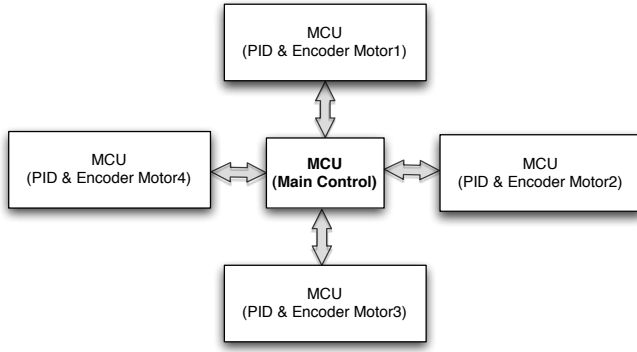 MCU
(PID & Encoder Motor1)
MCU
(PID & Encoder Motor4)
MCU
(Main Control)
MCU
(PID & Encoder Motor2)
MCU
(PID & Encoder Motor3)